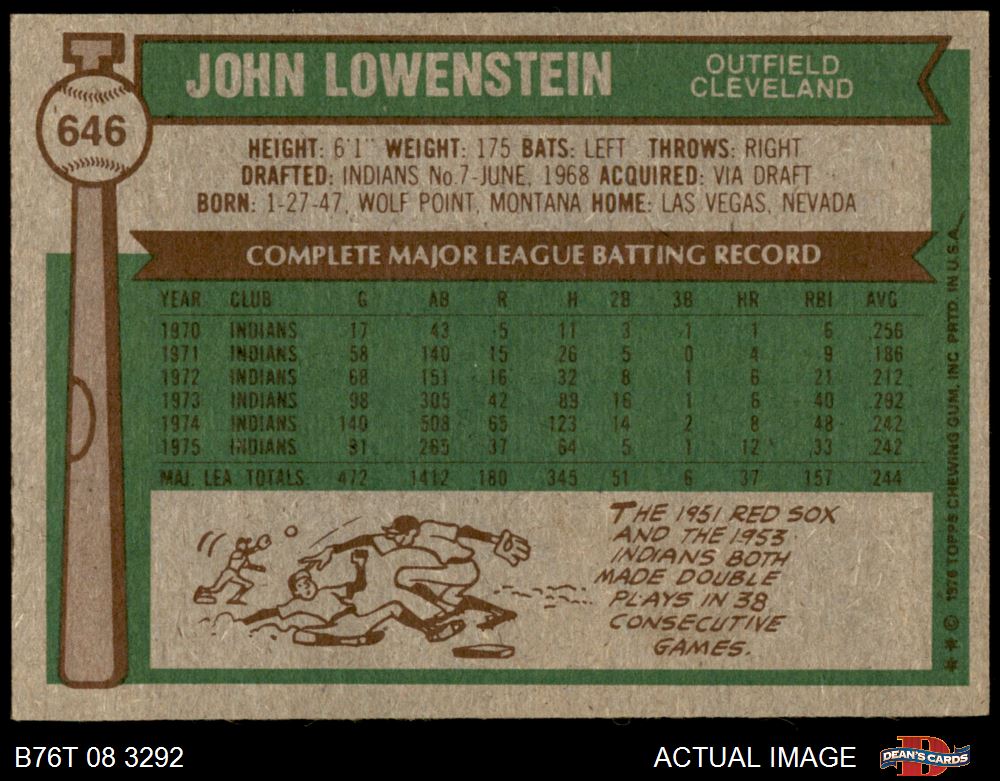 646
JOHN LOWENSTEIN
OUTFIELD
CLEVELAND
HEIGHT: 6'1" WEIGHT: 175 BATS: LEFT THROWS: RIGHT
DRAFTED: INDIANS No.7-JUNE, 1968 ACQUIRED: VIA DRAFT
BORN: 1-27-47, WOLF POINT, MONTANA HOME: LAS VEGAS, NEVADA
COMPLETE MAJOR LEAGUE BATTING RECORD
YEAR CLUB G AB R H 2B 3B HR RBI AVG
1970 INDIANS 17 43 5 11 3 1 1 6 .256
1971 INDIANS 58 140 15 26 5 0 4 9 .186
1972 INDIANS 68 151 16 32 8 1 6 21 .212
1973 INDIANS 98 305 42 89 16 1 6 40 .292
1974 INDIANS 140 508 65 123 14 2 8 48 .242
1975 INDIANS 91 265 37 64 5 1 12 33 .242
MAJ. LEA. TOTALS: 472 1412 180 345 51 6 37 157 .244
THE 1951 RED SOX
AND THE 1953
INDIANS BOTH
MADE DOUBLE
PLAYS IN 38
CONSECUTIVE
GAMES.
** © 1976 TOPPS CHEWING GUM, INC. PRTD. IN U.S.A.
B76T 08 3292
ACTUAL IMAGE
D
DEAN'S CARDS